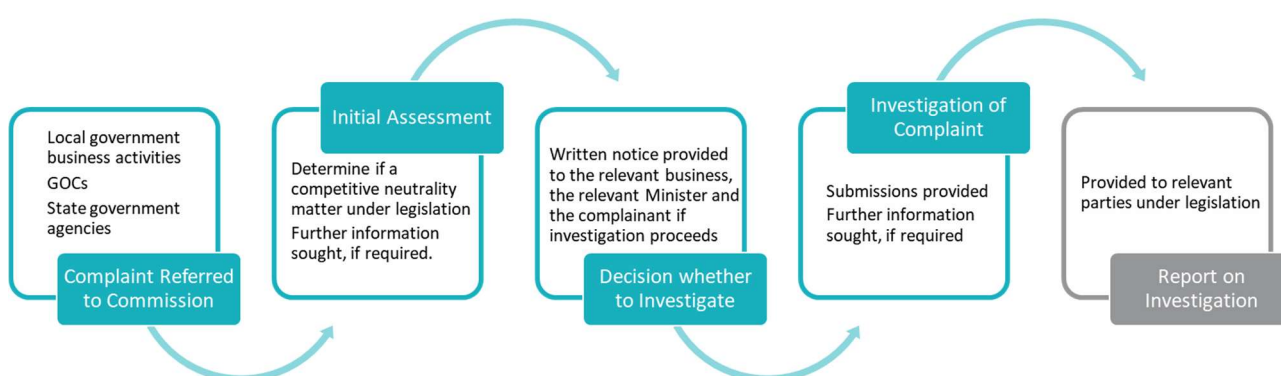 Local government
business activities
GOCs
State government
agencies
Complaint Referred
to Commission
Initial Assessment
Determine if a
competitive neutrality
matter under legislation
Further information
sought, if required.
Written notice provided
to the relevant business,
the relevant Minister and
the complainant if
investigation proceeds
Decision whether
to Investigate
Investigation of
Complaint
Submissions provided
Further information
sought, if required
Provided to relevant
parties under legislation
Report on
Investigation